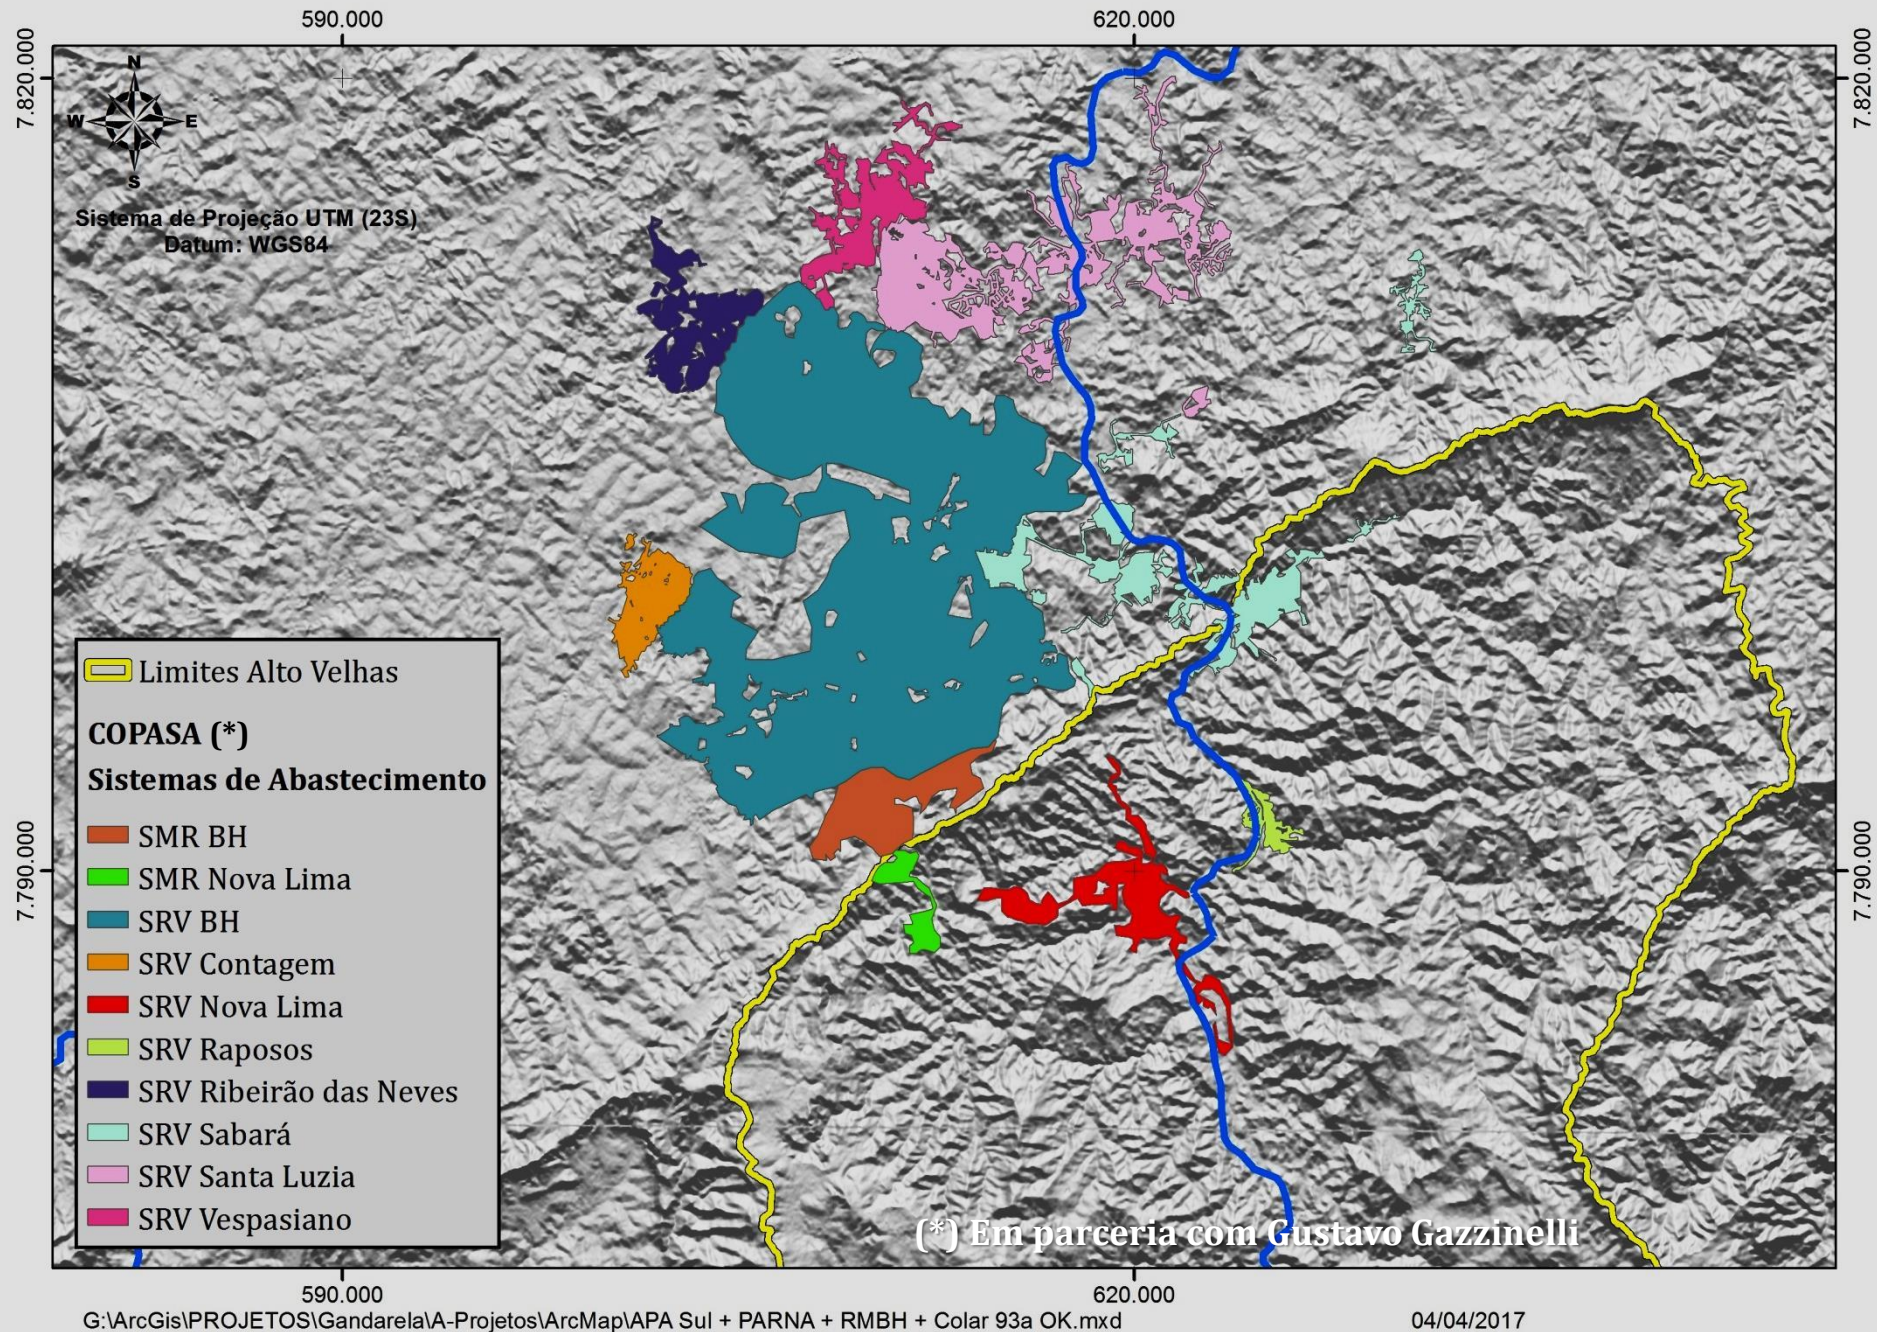 590.000
620.000
7.820.000
7.820.000
N
W
E
S
Sistema de Projeção UTM (23S)
Datum: WGS84
Limites Alto Velhas
COPASA (*)
Sistemas de Abastecimento
SMR BH
SMR Nova Lima
SRV BH
SRV Contagem
SRV Nova Lima
SRV Raposos
SRV Ribeirão das Neves
SRV Sabará
SRV Santa Luzia
SRV Vespasiano
7.790.000
7.790.000
(*) Em parceria com Gustavo Gazzinelli
590.000
620.000
G:\ArcGis\PROJETOS\Gandarela\A-Projetos\ArcMap\APA Sul + PARNA + RMBH + Colar 93a OK.mxd
04/04/2017